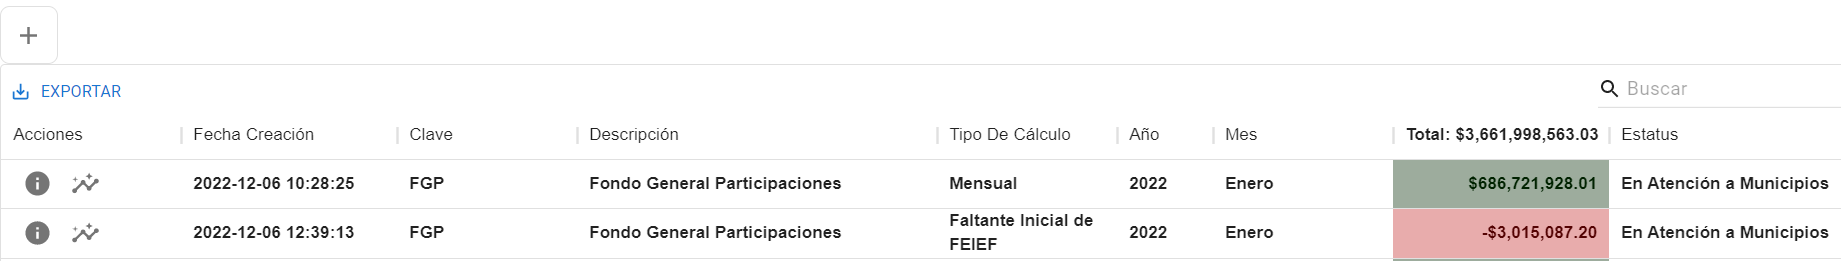 EXPORTAR
Buscar
Acciones Fecha Creación Clave Descripción Tipo De Cálculo Año Mes Total: $3,661,998,563.03 Estatus
2022-12-06 10:28:25 FGP Fondo General Participaciones Mensual 2022 Enero $686,721,928.01 En Atención a Municipios
2022-12-06 12:39:13 FGP Fondo General Participaciones Faltante Inicial de FEIEF 2022 Enero -$3,015,087.20 En Atención a Municipios